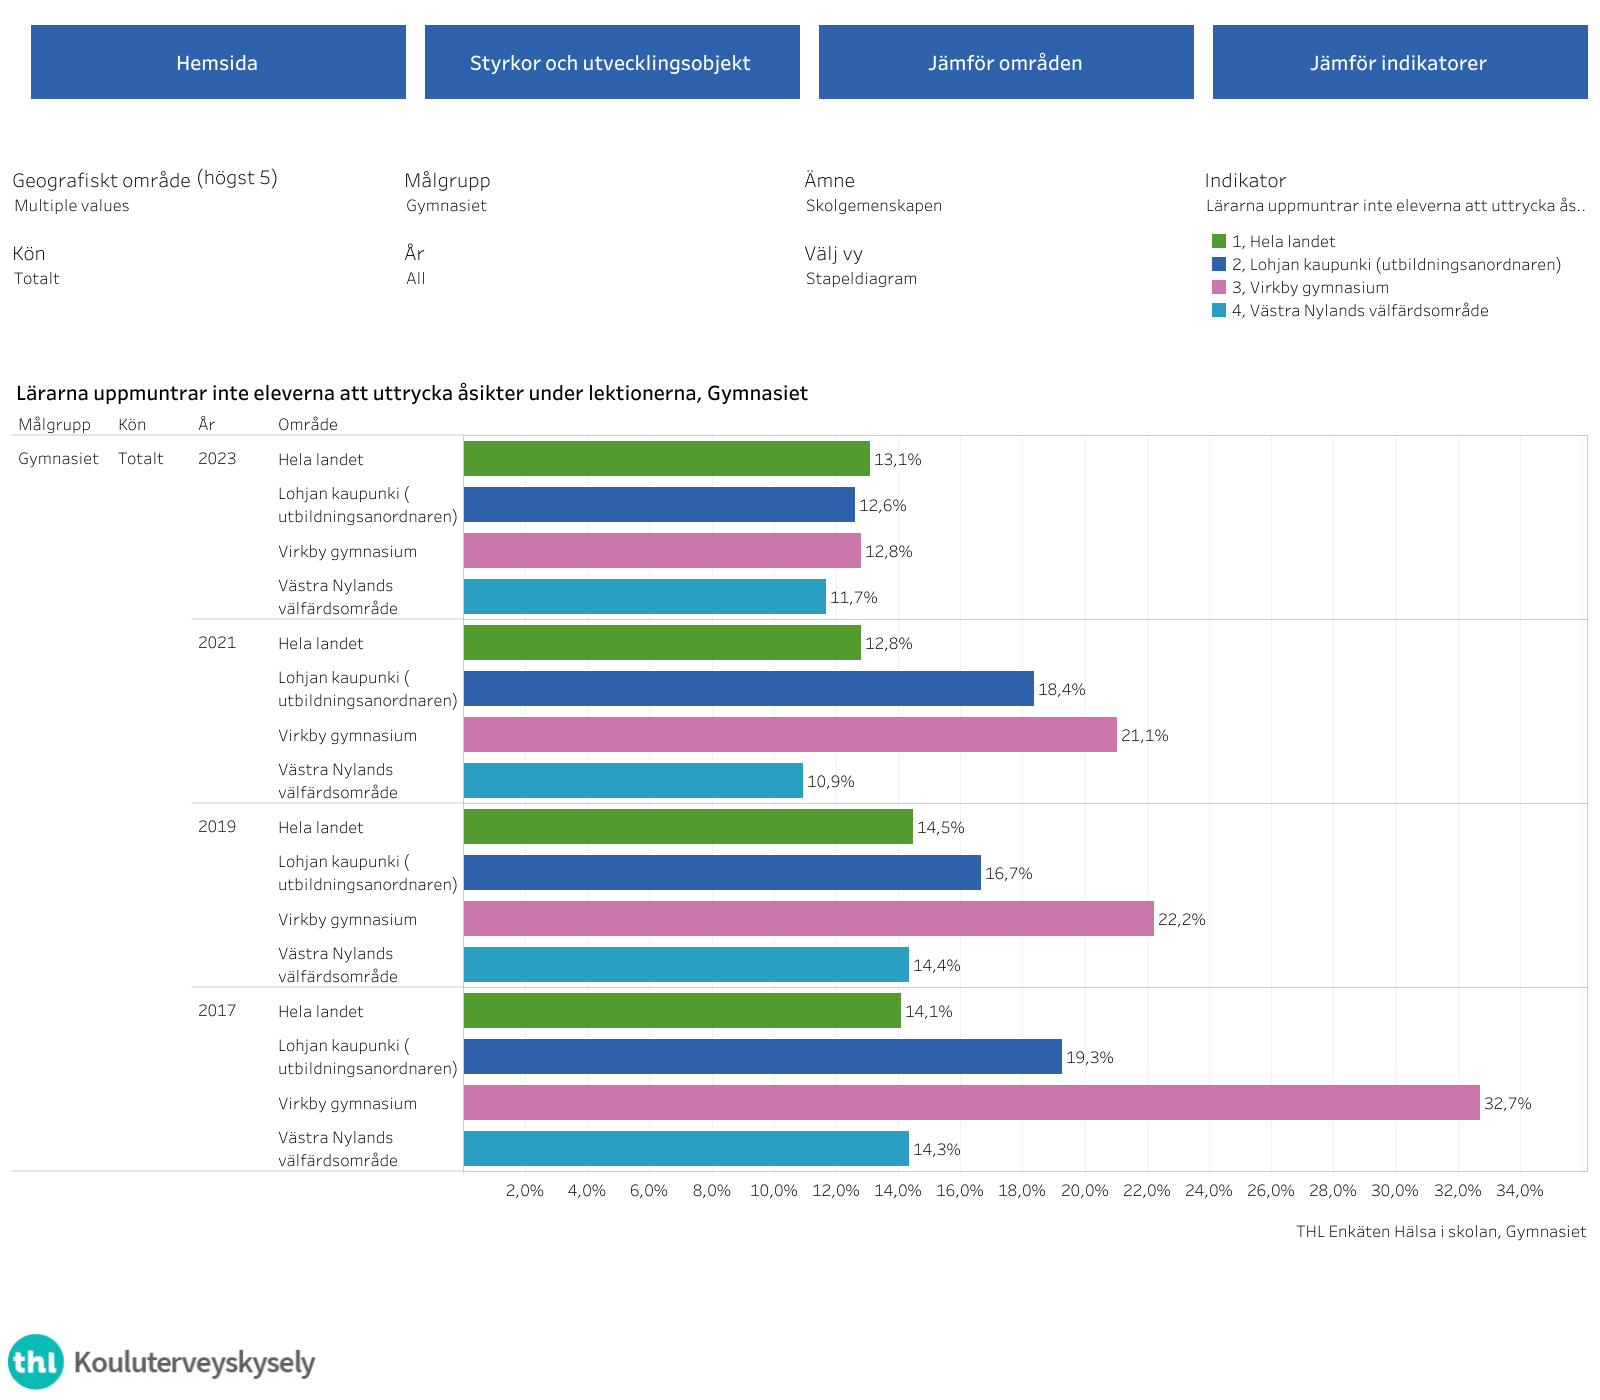 Hemsida
Styrkor och utvecklingsobjekt
Jämför områden
Jämför indikatorer
Geografiskt område (högst 5)
Multiple values
Målgrupp
Gymnasiet
Ämne
Skolgemenskapen
Indikator
Lärarna uppmuntrar inte eleverna att uttrycka ås..
Kön
Totalt
År
All
Välj vy
Stapeldiagram
1, Hela landet
2, Lohjan kaupunki (utbildningsanordnaren)
3, Virkby gymnasium
4, Västra Nylands välfärdsområde
Lärarna uppmuntrar inte eleverna att uttrycka åsikter under lektionerna, Gymnasiet
Målgrupp Kön År Område
Gymnasiet Totalt 2023 Hela landet 13,1%
Lohjan kaupunki (
utbildningsanordnaren) 12,6%
Virkby gymnasium 12,8%
Västra Nylands
välfärdsområde 11,7%
2021 Hela landet 12,8%
Lohjan kaupunki (
utbildningsanordnaren) 18,4%
Virkby gymnasium 21,1%
Västra Nylands
välfärdsområde 10,9%
2019 Hela landet 14,5%
Lohjan kaupunki (
utbildningsanordnaren) 16,7%
Virkby gymnasium 22,2%
Västra Nylands
välfärdsområde 14,4%
2017 Hela landet 14,1%
Lohjan kaupunki (
utbildningsanordnaren) 19,3%
Virkby gymnasium 32,7%
Västra Nylands
välfärdsområde 14,3%
2,0% 4,0% 6,0% 8,0% 10,0% 12,0% 14,0% 16,0% 18,0% 20,0% 22,0% 24,0% 26,0% 28,0% 30,0% 32,0% 34,0%
THL Enkäten Hälsa i skolan, Gymnasiet
thl Kouluterveyskysely